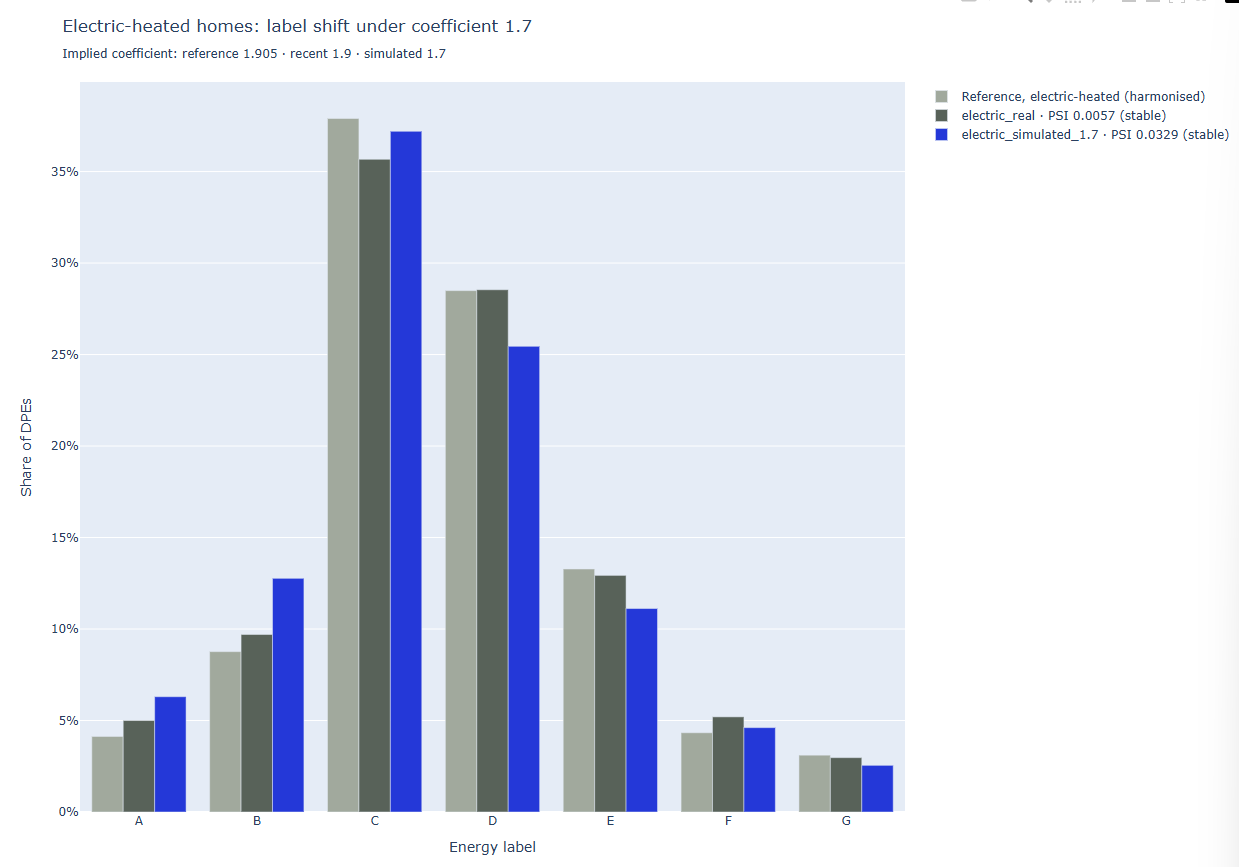 Electric-heated homes: label shift under coefficient 1.7
Implied coefficient: reference 1.905 · recent 1.9 · simulated 1.7
Reference, electric-heated (harmonised)
electric_real · PSI 0.0057 (stable)
electric_simulated_1.7 · PSI 0.0329 (stable)
35%
30%
25%
20%
15%
10%
5%
0%
Share of DPEs
A B C D E F G
Energy label